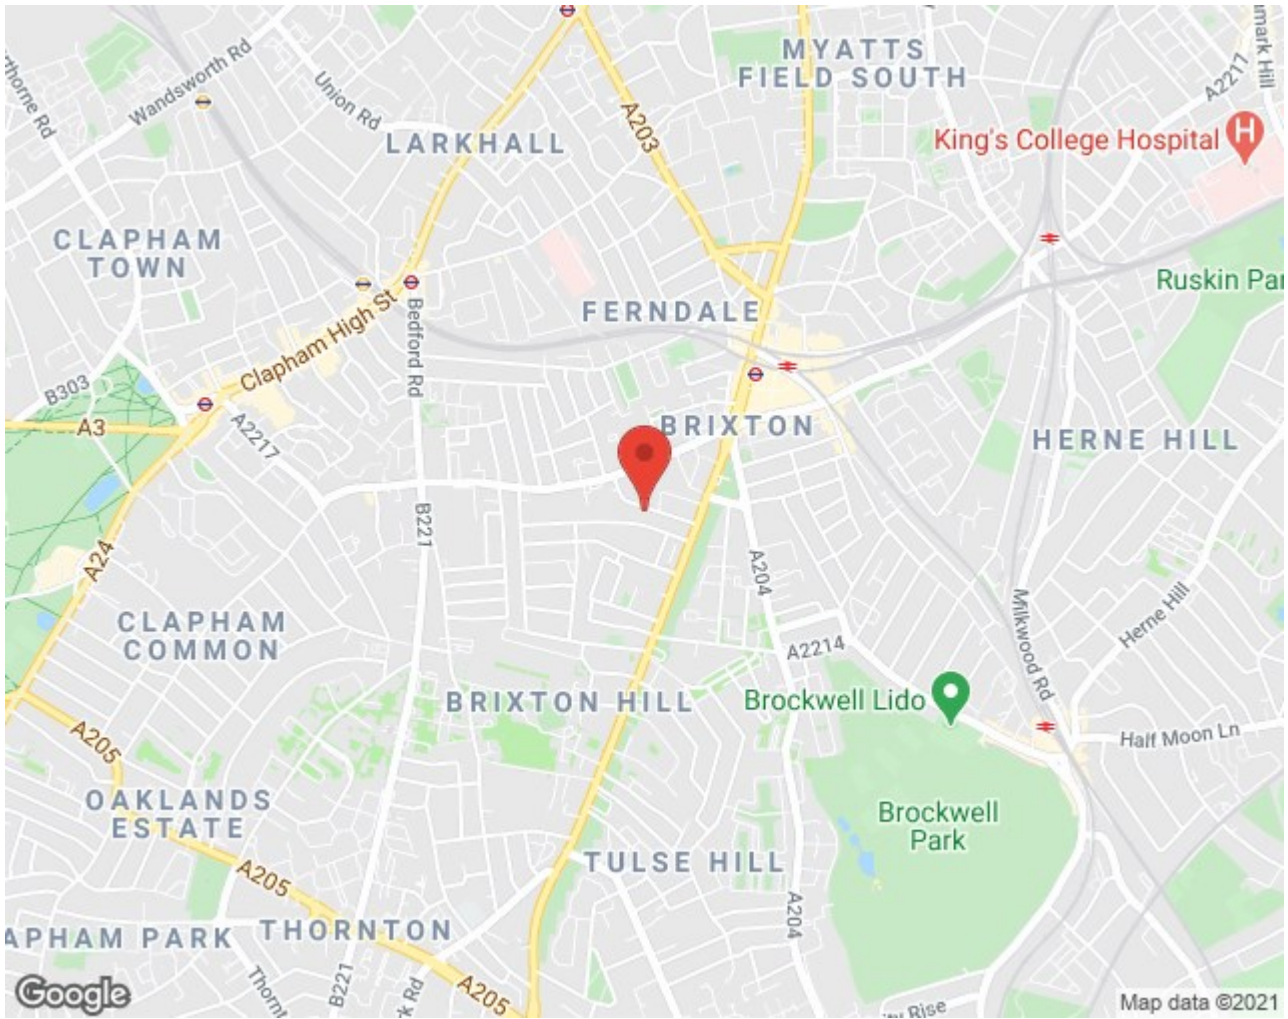 MYATTS
FIELD SOUTH
A2217
Wandsworth Rd
Union Rd
A203
LARKHALL
King's College Hospital
H
CLAPHAM
TOWN
Ruskin Par
FERNDALE
Clapham High St
Bedford Rd
B303
A3
A2217
BRIXTON
HERNE HILL
B221
A24
A204
CLAPHAM
COMMON
A2214
Milkwood Rd
Herne Hill
BRIXTON HILL
Brockwell Lido
Half Moon Ln
A205
OAKLANDS
ESTATE
Brockwell
Park
TULSE HILL
A205
A204
APHAM PARK
THORNTON
B221
A205
Google
Map data ©2021